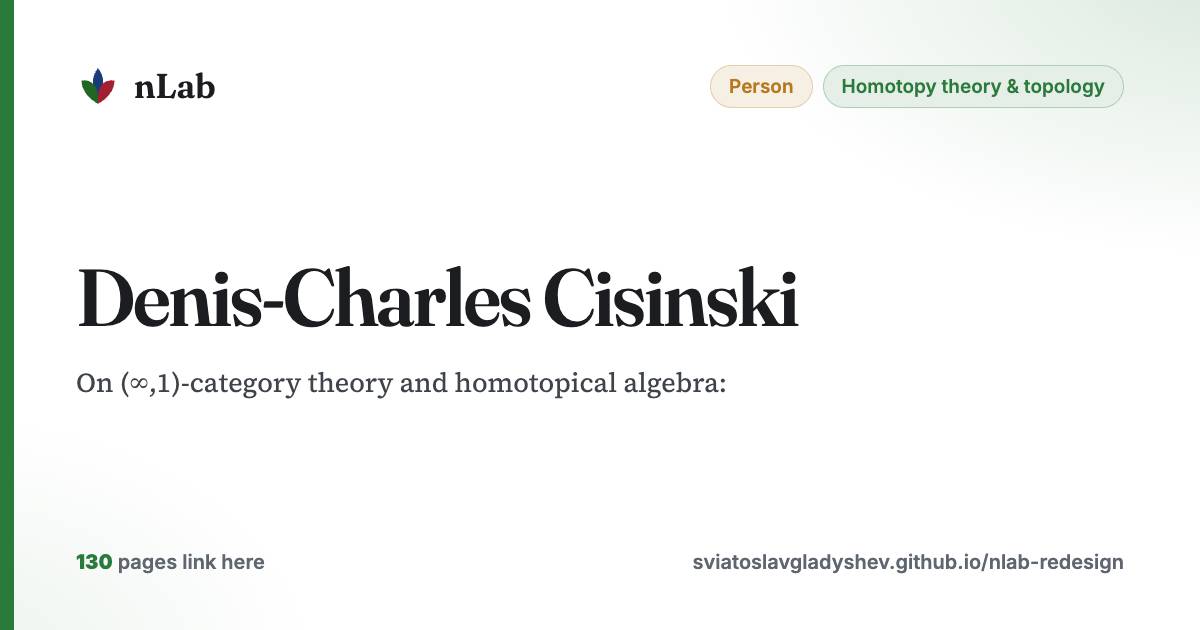 nLab
Person
Homotopy theory & topology
Denis-Charles Cisinski
On (∞,1)-category theory and homotopical algebra:
130 pages link here
sviatoslavgladyshev.github.io/nlab-redesign